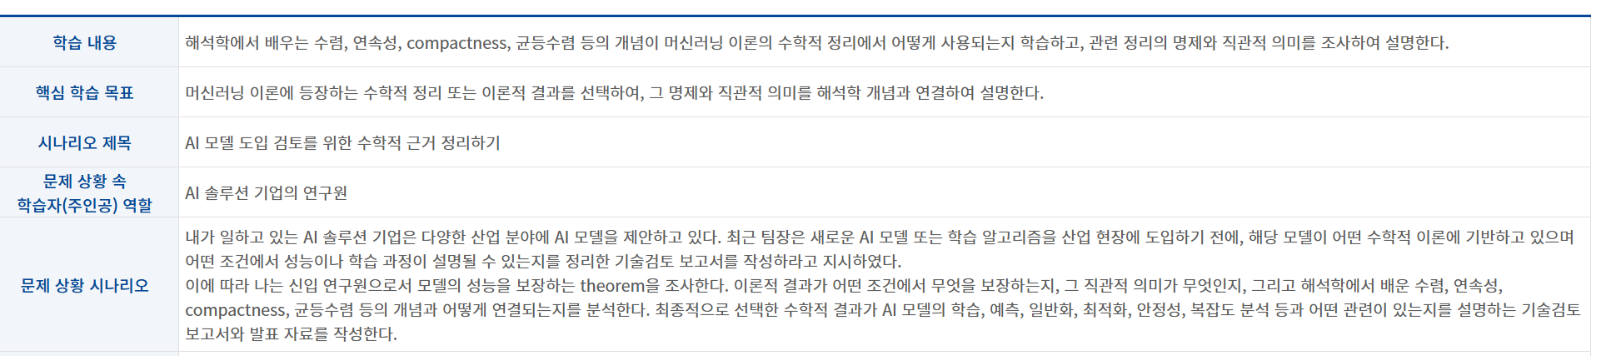 학습 내용
해석학에서 배우는 수렴, 연속성, compactness, 균등수렴 등의 개념이 머신러닝 이론의 수학적 정리에서 어떻게 사용되는지 학습하고, 관련 정리의 명제와 직관적 의미를 조사하여 설명한다.
핵심 학습 목표
머신러닝 이론에 등장하는 수학적 정리 또는 이론적 결과를 선택하여, 그 명제와 직관적 의미를 해석학 개념과 연결하여 설명한다.
시나리오 제목
AI 모델 도입 검토를 위한 수학적 근거 정리하기
문제 상황 속
학습자(주인공) 역할
AI 솔루션 기업의 연구원
문제 상황 시나리오
내가 일하고 있는 AI 솔루션 기업은 다양한 산업 분야에 AI 모델을 제안하고 있다. 최근 팀장은 새로운 AI 모델 또는 학습 알고리즘을 산업 현장에 도입하기 전에, 해당 모델이 어떤 수학적 이론에 기반하고 있으며
어떤 조건에서 성능이나 학습 과정이 설명될 수 있는지를 정리한 기술검토 보고서를 작성하라고 지시하였다.
이에 따라 나는 신입 연구원으로서 모델의 성능을 보장하는 theorem을 조사한다. 이론적 결과가 어떤 조건에서 무엇을 보장하는지, 그 직관적 의미가 무엇인지, 그리고 해석학에서 배운 수렴, 연속성,
compactness, 균등수렴 등의 개념과 어떻게 연결되는지를 분석한다. 최종적으로 선택한 수학적 결과가 AI 모델의 학습, 예측, 일반화, 최적화, 안정성, 복잡도 분석 등과 어떤 관련이 있는지를 설명하는 기술검토
보고서와 발표 자료를 작성한다.